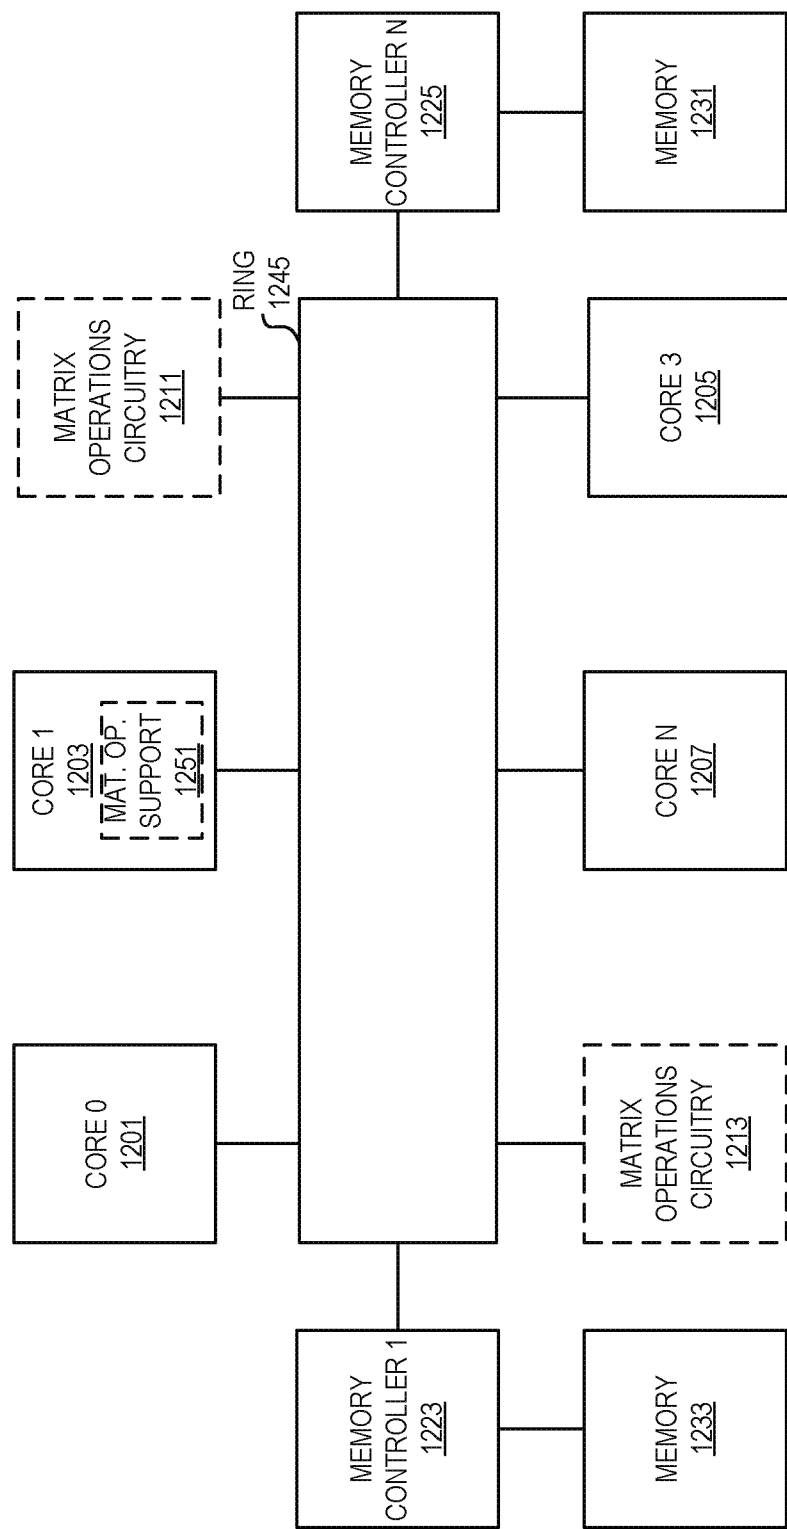 CORE 0
1201
CORE 1
1203
MAT. OP.
SUPPORT
1251
MATRIX
OPERATIONS
CIRCUITRY
1211
RING
1245
MEMORY
CONTROLLER 1
1223
MEMORY
CONTROLLER N
1225
MEMORY
1233
MATRIX
OPERATIONS
CIRCUITRY
1213
CORE N
1207
CORE 3
1205
MEMORY
1231